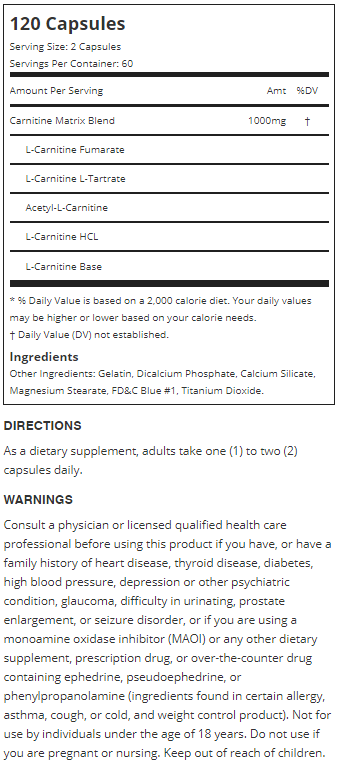 120 Capsules
Serving Size: 2 Capsules
Servings Per Container: 60
Amount Per Serving Amt %DV
Carnitine Matrix Blend 1000mg †
L-Carnitine Fumarate
L-Carnitine L-Tartrate
Acetyl-L-Carnitine
L-Carnitine HCL
L-Carnitine Base
* % Daily Value is based on a 2,000 calorie diet. Your daily values
may be higher or lower based on your calorie needs.
† Daily Value (DV) not established.
Ingredients
Other Ingredients: Gelatin, Dicalcium Phosphate, Calcium Silicate,
Magnesium Stearate, FD&C Blue #1, Titanium Dioxide.
DIRECTIONS
As a dietary supplement, adults take one (1) to two (2)
capsules daily.
WARNINGS
Consult a physician or licensed qualified health care
professional before using this product if you have, or have a
family history of heart disease, thyroid disease, diabetes,
high blood pressure, depression or other psychiatric
condition, glaucoma, difficulty in urinating, prostate
enlargement, or seizure disorder, or if you are using a
monoamine oxidase inhibitor (MAOI) or any other dietary
supplement, prescription drug, or over-the-counter drug
containing ephedrine, pseudoephedrine, or
phenylpropanolamine (ingredients found in certain allergy,
asthma, cough, or cold, and weight control product). Not for
use by individuals under the age of 18 years. Do not use if
you are pregnant or nursing. Keep out of reach of children.